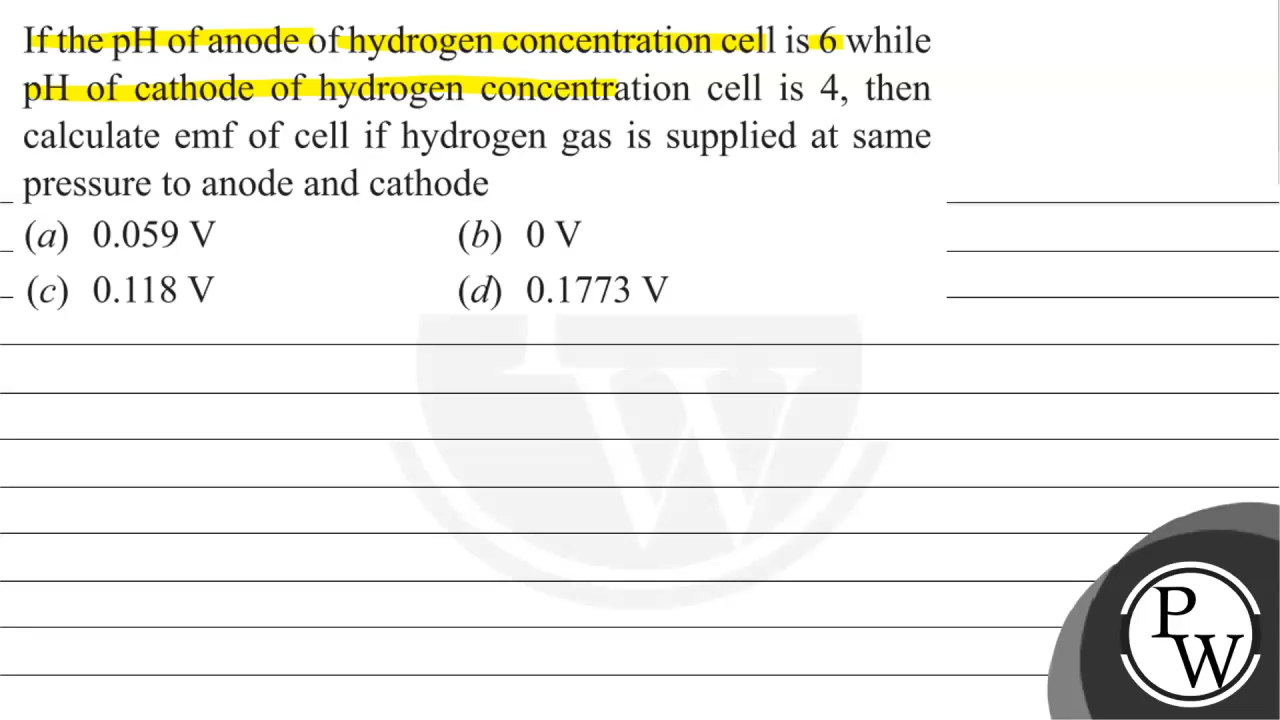 If the pH of anode of hydrogen concentration cell is 6 while
pH of cathode of hydrogen concentration cell is 4, then
calculate emf of cell if hydrogen gas is supplied at same
pressure to anode and cathode
(a) 0.059 V (b) 0 V
(c) 0.118 V (d) 0.1773 V
W
P
W